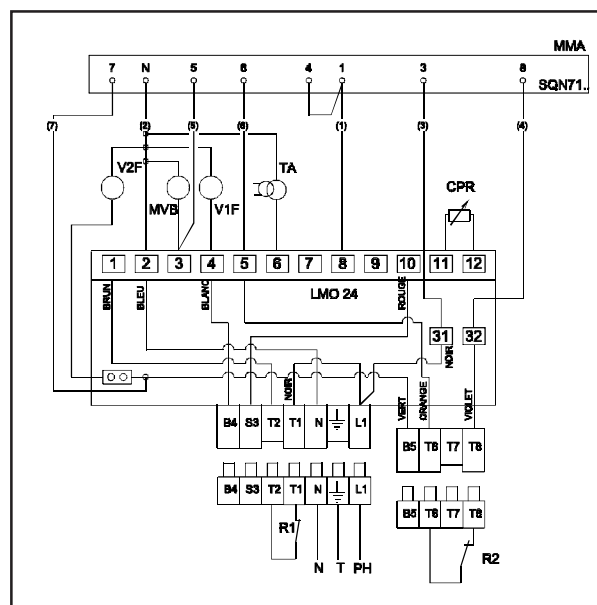 MMA
7 N 5 6 4 1 3 8
SQN71..
(7) (2) (5) (6) (1) (3) (4)
V2F MVB V1F TA CPR
1 2 3 4 5 6 7 8 9 10 11 12
LMO 24
BRUN BLEU BLANC ROUGE
31 32
NOIR
NOIR VERT ORANGE VIOLET
B4 S3 T2 T1 N L1
B5 T6 T7 T8
B4 S3 T2 T1 N L1
B5 T6 T7 T8
R1
R2
N T PH